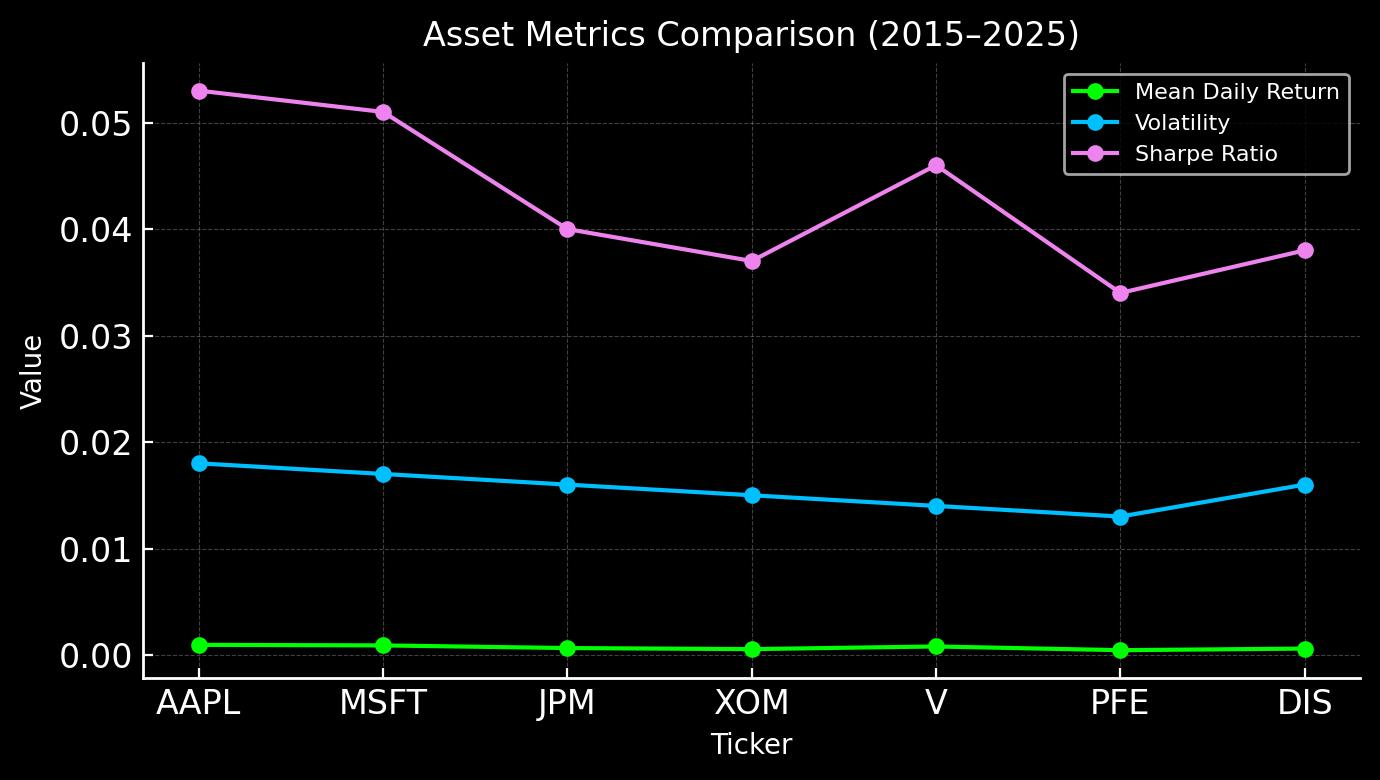 Asset Metrics Comparison (2015–2025)
Mean Daily Return
Volatility
Sharpe Ratio
Value
0.05
0.04
0.03
0.02
0.01
0.00
AAPL MSFT JPM XOM V PFE DIS
Ticker